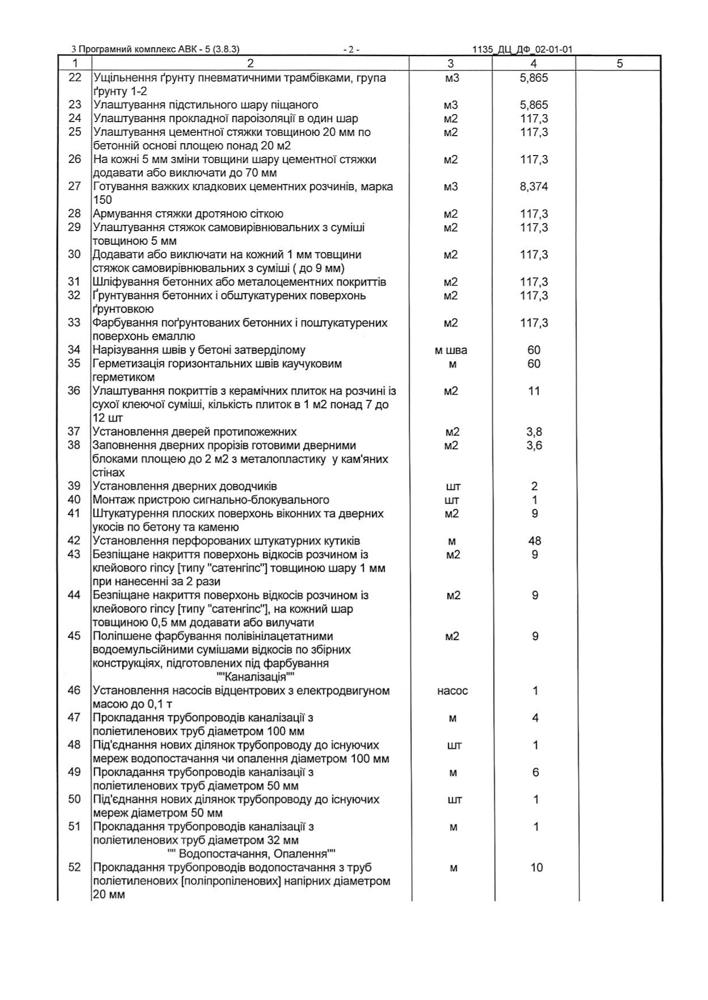 3 Програмний комплекс АВК - 5 (3.8.3) - 2 - 1135_ДЦ_ДФ_02-01-01
1 2 3 4 5
22 Ущільнення ґрунту пневматичними трамбівками, група м3 5,865
ґрунту 1-2
23 Улаштування підстильного шару піщаного м3 5,865
24 Улаштування прокладної пароізоляції в один шар м2 117,3
25 Улаштування цементної стяжки товщиною 20 мм по м2 117,3
бетонній основі площею понад 20 м2
26 На кожні 5 мм зміни товщини шару цементної стяжки м2 117,3
додавати або виключати до 70 мм
27 Готування важких кладкових цементних розчинів, марка м3 8,374
150
28 Армування стяжки дротяною сіткою м2 117,3
29 Улаштування стяжок самовирівнювальних з суміші м2 117,3
товщиною 5 мм
30 Додавати або виключати на кожний 1 мм товщини м2 117,3
стяжок самовирівнювальних з суміші ( до 9 мм)
31 Шліфування бетонних або металоцементних покриттів м2 117,3
32 Ґрунтування бетонних і обштукатурених поверхонь м2 117,3
ґрунтовкою
33 Фарбування поґрунтованих бетонних і поштукатурених м2 117,3
поверхонь емаллю
34 Нарізування швів у бетоні затверділому м шва 60
35 Герметизація горизонтальних швів каучуковим м 60
герметиком
36 Улаштування покриттів з керамічних плиток на розчині із м2 11
сухої клеючої суміші, кількість плиток в 1 м2 понад 7 до
12 шт
37 Установлення дверей протипожежних м2 3,8
38 Заповнення дверних прорізів готовими дверними м2 3,6
блоками площею до 2 м2 з металопластику у кам'яних
стінах
39 Установлення дверних доводчиків шт 2
40 Монтаж пристрою сигнально-блокувального шт 1
41 Штукатурення плоских поверхонь віконних та дверних м2 9
укосів по бетону та каменю
42 Установлення перфорованих штукатурних кутиків м 48
43 Безпіщане накриття поверхонь відкосів розчином із м2 9
клейового гіпсу [типу "сатенгіпс"] товщиною шару 1 мм
при нанесенні за 2 рази
44 Безпіщане накриття поверхонь відкосів розчином із м2 9
клейового гіпсу [типу "сатенгіпс"], на кожний шар
товщиною 0,5 мм додавати або вилучати
45 Поліпшене фарбування полівінілацетатними м2 9
водоемульсійними сумішами відкосів по збірних
конструкціях, підготовлених під фарбування
""Каналізація""
46 Установлення насосів відцентрових з електродвигуном насос 1
масою до 0,1 т
47 Прокладання трубопроводів каналізації з м 4
поліетиленових труб діаметром 100 мм
48 Під'єднання нових ділянок трубопроводу до існуючих шт 1
мереж водопостачання чи опалення діаметром 100 мм
49 Прокладання трубопроводів каналізації з м 6
поліетиленових труб діаметром 50 мм
50 Під'єднання нових ділянок трубопроводу до існуючих шт 1
мереж діаметром 50 мм
51 Прокладання трубопроводів каналізації з м 1
поліетиленових труб діаметром 32 мм
"" Водопостачання, Опалення""
52 Прокладання трубопроводів водопостачання з труб м 10
поліетиленових [поліпропіленових] напірних діаметром
20 мм